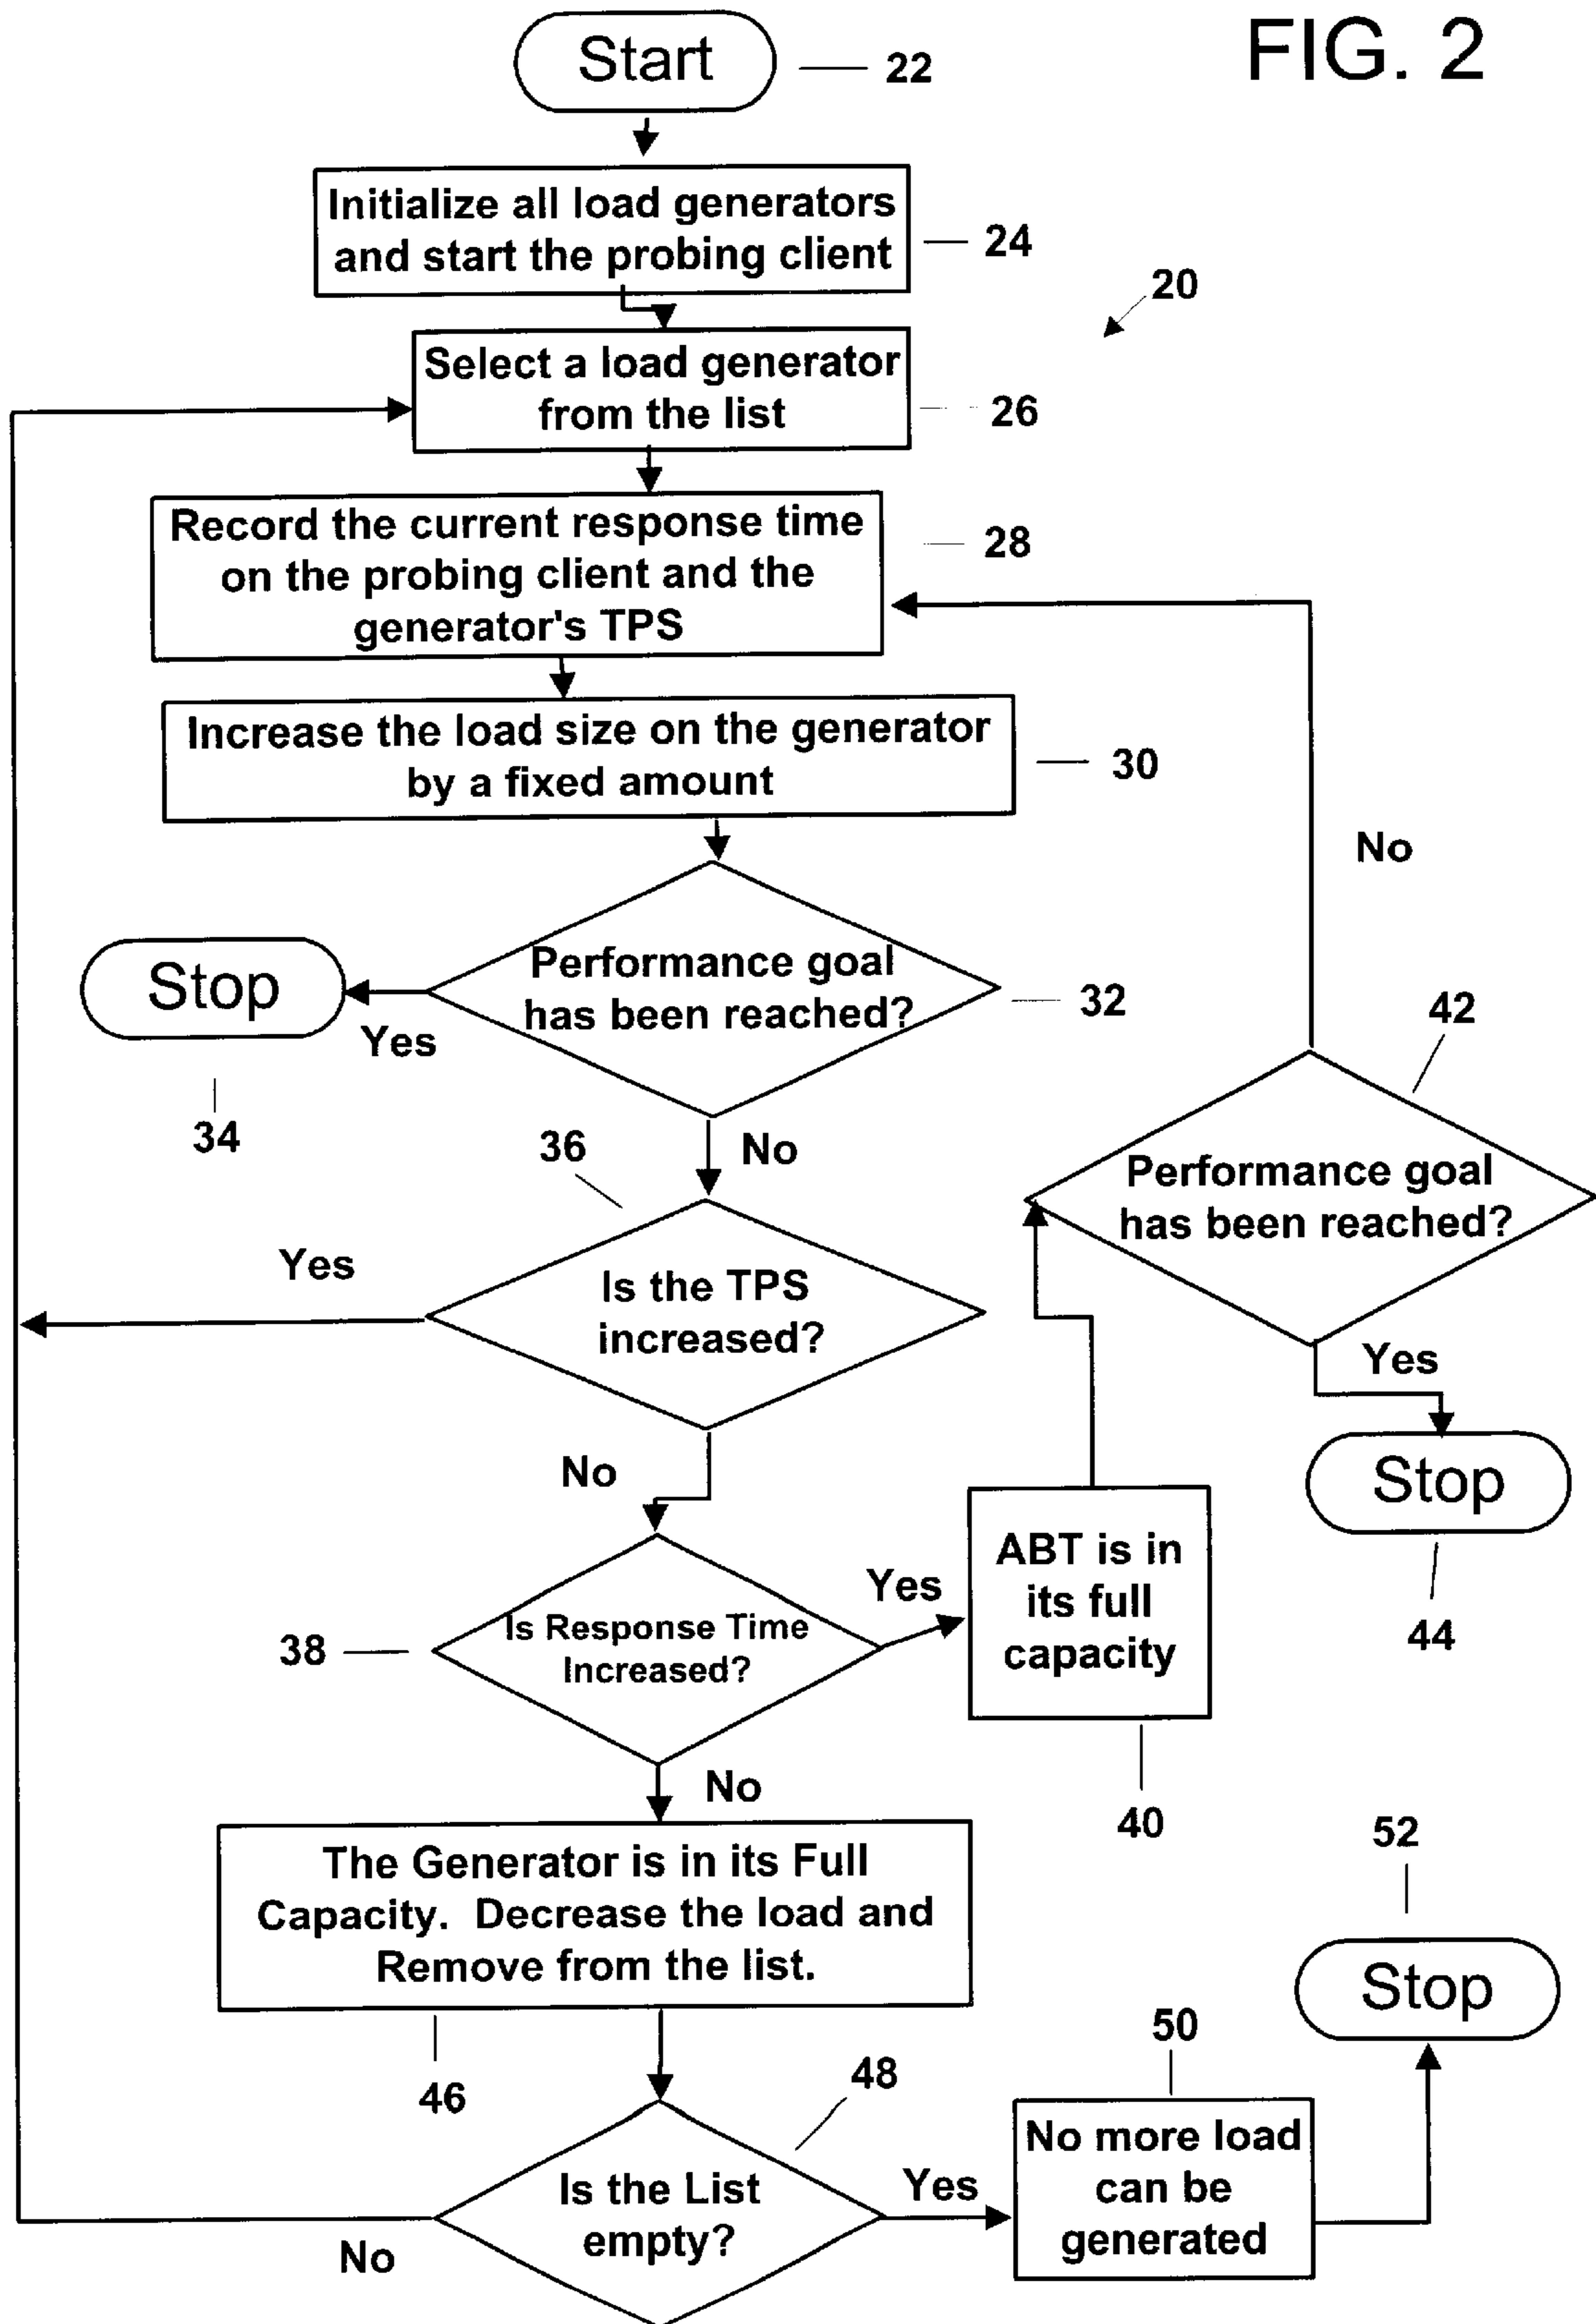 FIG. 2
Start
22
Initialize all load generators
and start the probing client
24
20
Select a load generator
from the list
26
Record the current response time
on the probing client and the
generator's TPS
28
Increase the load size on the generator
by a fixed amount
30
No
Performance goal
has been reached?
32
Stop
Yes
34
42
Performance goal
has been reached?
No
36
Yes
Is the TPS
increased?
Yes
Stop
44
No
Is Response Time
Increased?
38
Yes
ABT is in
its full
capacity
40
No
The Generator is in its Full
Capacity. Decrease the load and
Remove from the list.
46
52
Stop
50
48
Is the List
empty?
Yes
No more load
can be
generated
No